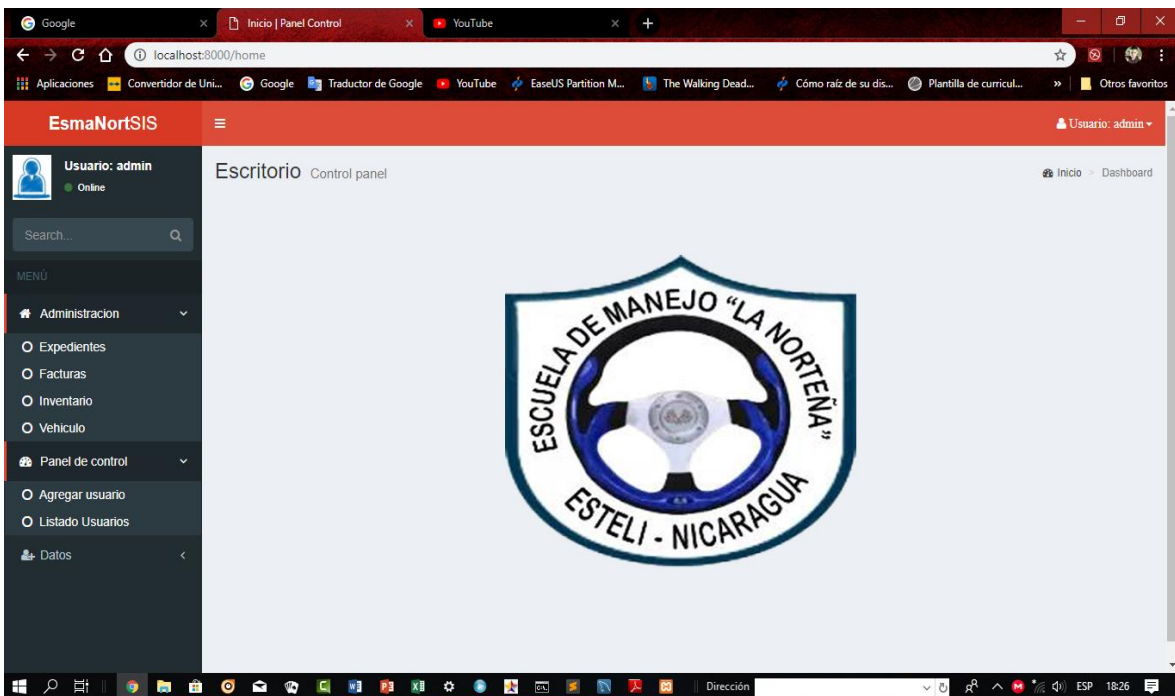 Google
Inicio | Panel Control
YouTube
localhost:8000/home
Aplicaciones
Convertidor de Uni...
Google
Traductor de Google
YouTube
EaseUS Partition M...
The Walking Dead...
Cómo raíz de su dis...
Plantilla de curricul...
»
Otros favoritos
EsmaNortSIS
Usuario: admin
Usuario: admin
Online
Escritorio Control panel
Inicio > Dashboard
Search...
MENÚ
Administracion
Expedientes
Facturas
Inventario
Vehiculo
Panel de control
Agregar usuario
Listado Usuarios
Datos
ESCUELA DE MANEJO "LA NORTEÑA"
ESTELI - NICARAGUA
Dirección
ESP
18:26